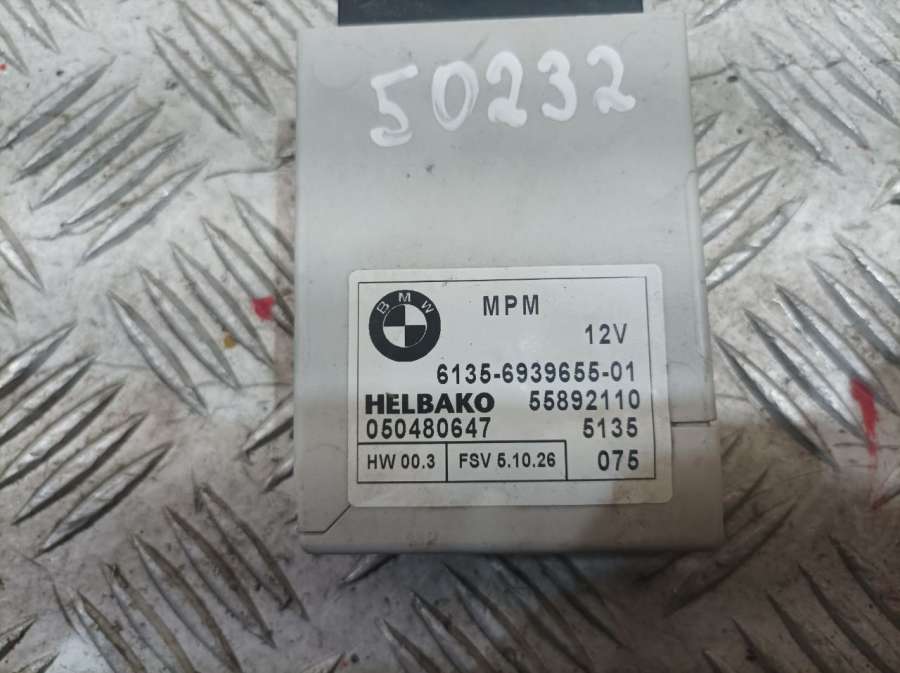 50232
BMW
MPM
12V
6135-6939655-01
HELBAKO 55892110
050480647 5135
HW 00.3 FSV 5.10.26 075